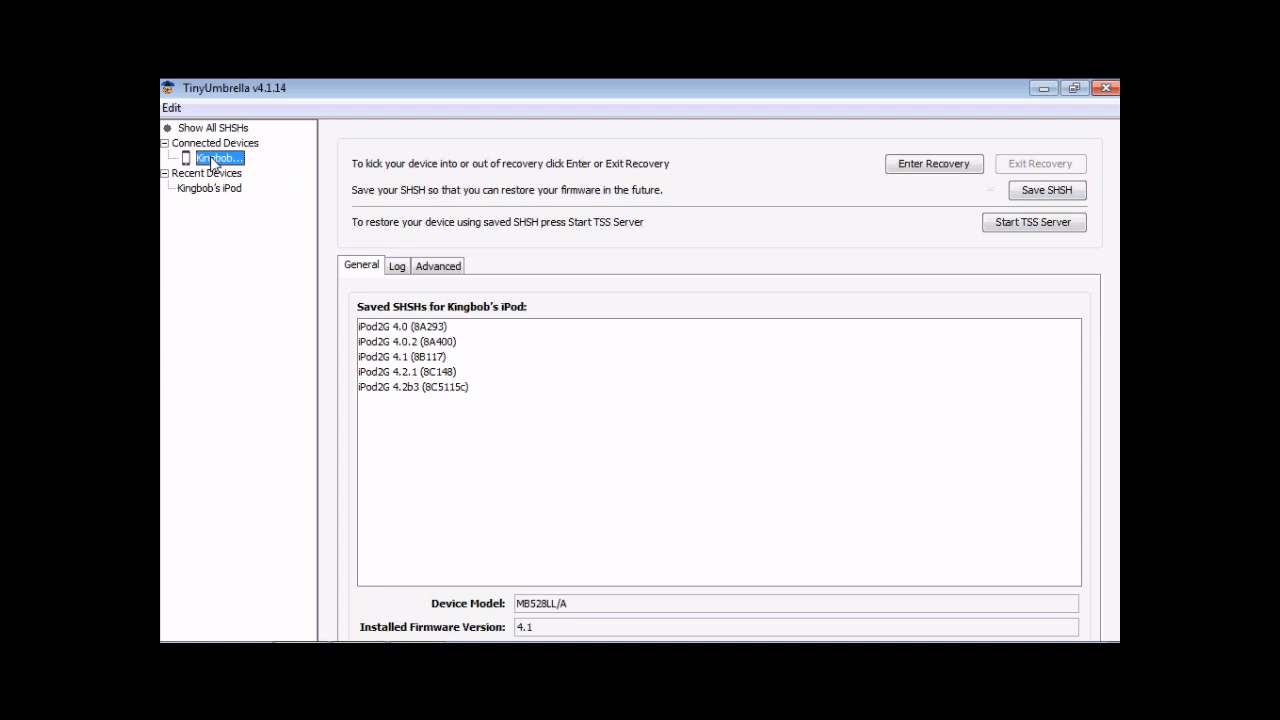 TinyUmbrella v4.1.14
Edit
Show All SHSHs
Connected Devices
Kingbob...
Recent Devices
Kingbob's iPod
To kick your device into or out of recovery click Enter or Exit Recovery
Enter Recovery
Exit Recovery
Save your SHSH so that you can restore your firmware in the future.
Save SHSH
To restore your device using saved SHSH press Start TSS Server
Start TSS Server
General
Log
Advanced
Saved SHSHs for Kingbob's iPod:
iPod2G 4.0 (8A293)
iPod2G 4.0.2 (8A400)
iPod2G 4.1 (8B117)
iPod2G 4.2.1 (8C148)
iPod2G 4.2b3 (8C5115c)
Device Model: MB528LL/A
Installed Firmware Version: 4.1